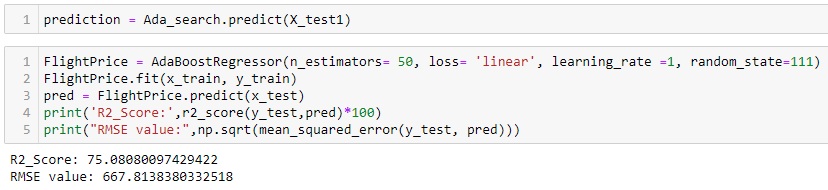 1 prediction = Ada_search.predict(X_test1)
1 FlightPrice = AdaBoostRegressor(n_estimators= 50, loss= 'linear', learning_rate =1, random_state=111)
2 FlightPrice.fit(x_train, y_train)
3 pred = FlightPrice.predict(x_test)
4 print('R2_Score:',r2_score(y_test,pred)*100)
5 print("RMSE value:",np.sqrt(mean_squared_error(y_test, pred)))
R2_Score: 75.08080097429422
RMSE value: 667.8138380332518